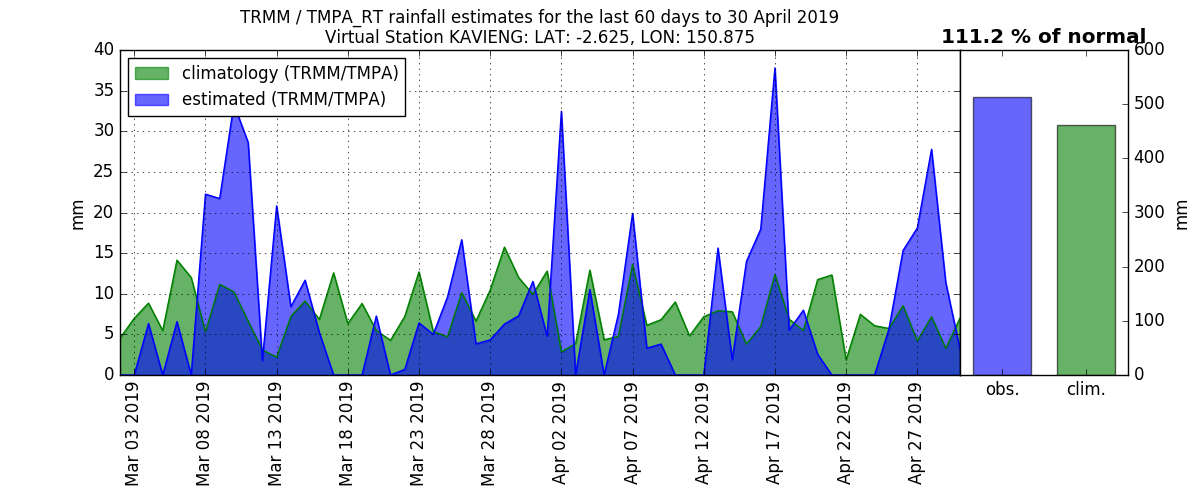 TRMM / TMPA_RT rainfall estimates for the last 60 days to 30 April 2019
Virtual Station KAVIENG: LAT: -2.625, LON: 150.875
111.2 % of normal
climatology (TRMM/TMPA)
estimated (TRMM/TMPA)
40
35
30
25
20
15
10
5
0
mm
600
500
400
300
200
100
0
mm
Mar 03 2019
Mar 08 2019
Mar 13 2019
Mar 18 2019
Mar 23 2019
Mar 28 2019
Apr 02 2019
Apr 07 2019
Apr 12 2019
Apr 17 2019
Apr 22 2019
Apr 27 2019
obs.
clim.